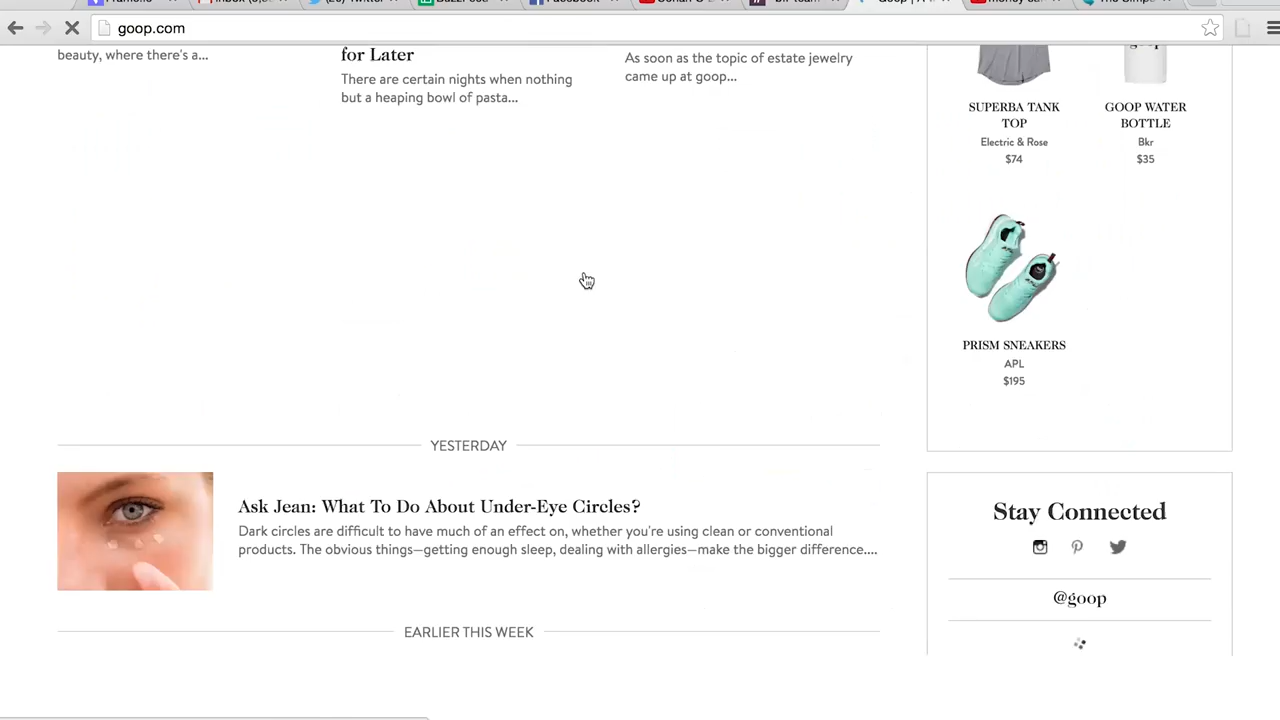 goop.com
beauty, where there's a...
for Later
There are certain nights when nothing
but a heaping bowl of pasta...
As soon as the topic of estate jewelry
came up at goop...
SUPERBA TANK
TOP
Electric & Rose
$74
GOOP WATER
BOTTLE
Bkr
$35
PRISM SNEAKERS
APL
$195
YESTERDAY
Ask Jean: What To Do About Under-Eye Circles?
Dark circles are difficult to have much of an effect on, whether you're using clean or conventional
products. The obvious things—getting enough sleep, dealing with allergies—make the bigger difference....
EARLIER THIS WEEK
Stay Connected
@goop